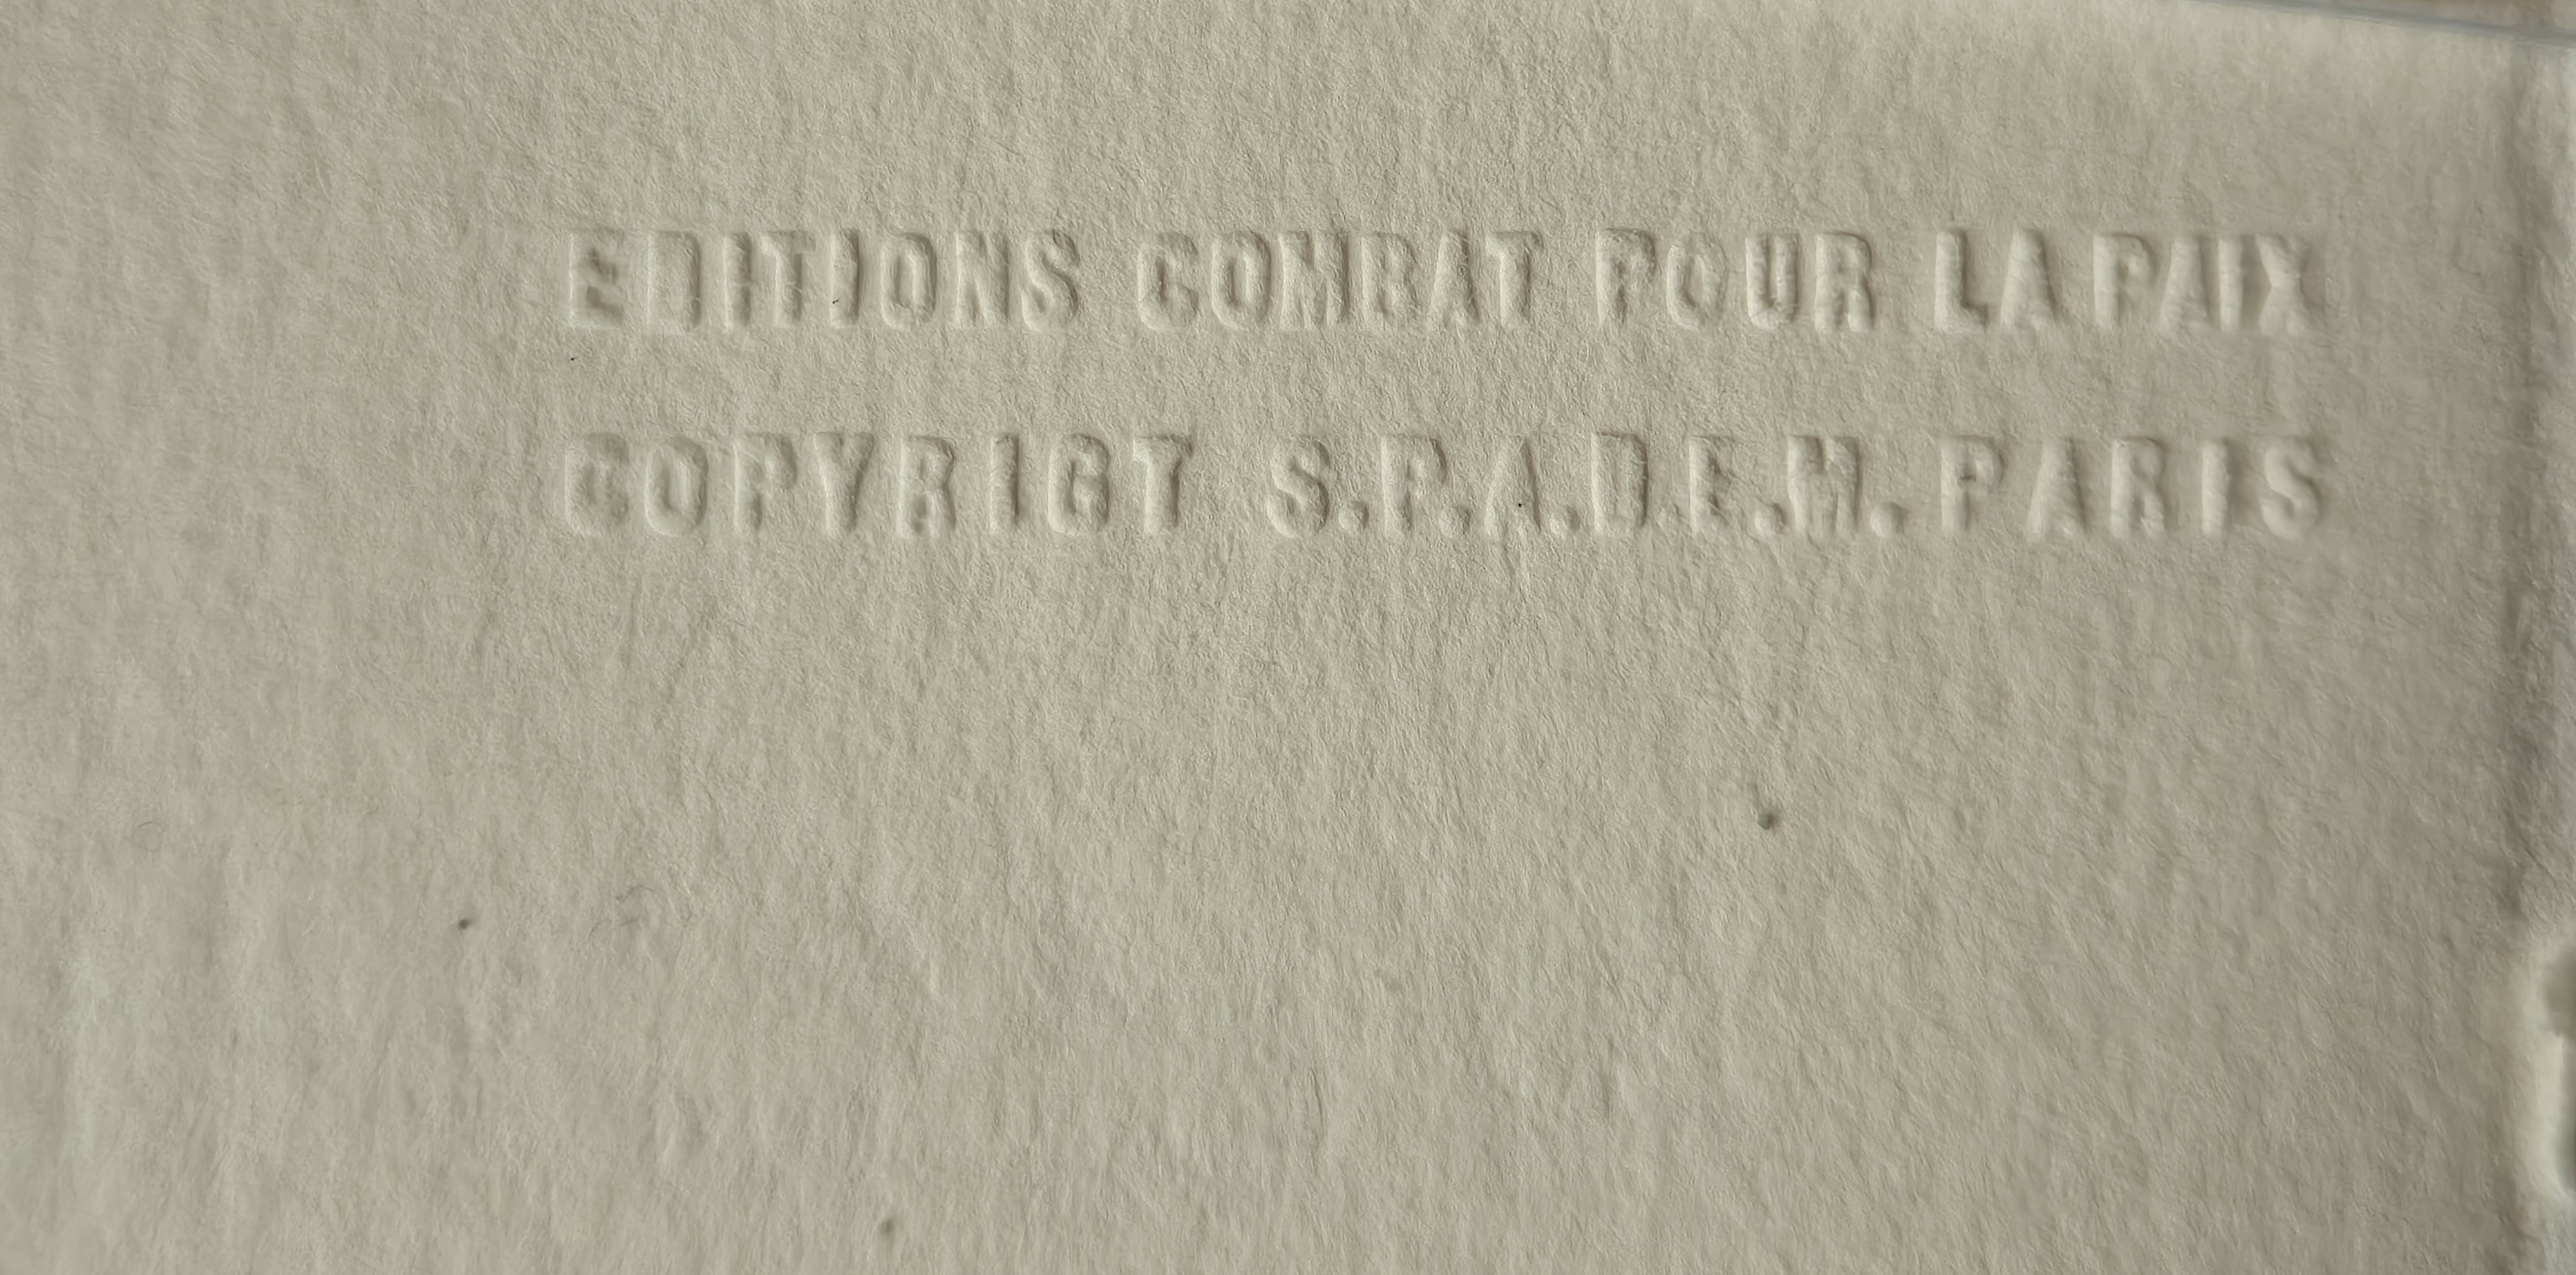 EDITIONS COMBAT POUR LA PAIX
COPYRIGT S.P.A.D.E.M. PARIS